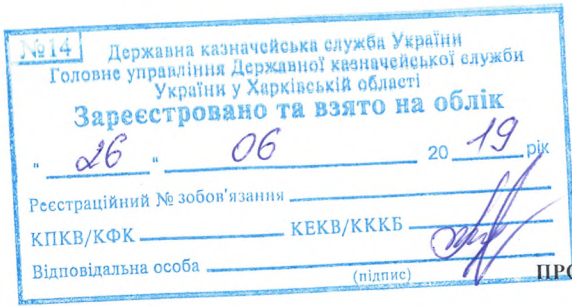 №14
Державна казначейська служба України
Головне управління Державної казначейської служби
України у Харківській області
Зареєстровано та взято на облік
" 26 " 06 20 19 рік
Реєстраційний № зобов'язання
КПКВ/КФК КЕКВ/КККБ
Відповідальна особа
(підпис)
ПРО